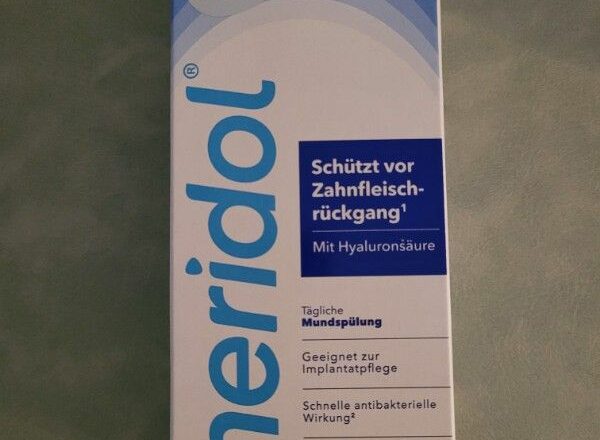 meridol®
Schützt vor
Zahnfleisch-
rückgang¹
Mit Hyaluronsäure
Tägliche
Mundspülung
Geeignet zur
Implantatpflege
Schnelle antibakterielle
Wirkung²